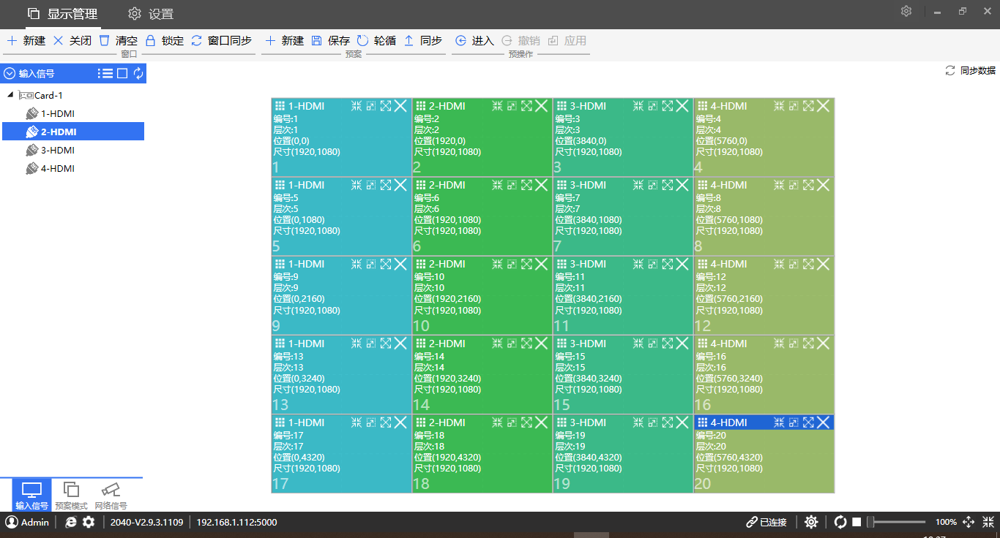 显示管理 设置
新建 关闭 清空 锁定 窗口同步 新建 保存 轮循 同步 进入 撤销 应用
窗口 预案 预操作
输入信号 同步数据
Card-1
1-HDMI
2-HDMI
3-HDMI
4-HDMI
1-HDMI 2-HDMI 3-HDMI 4-HDMI
编号:1 编号:2 编号:3 编号:4
层次:1 层次:2 层次:3 层次:4
位置(0,0) 位置(1920,0) 位置(3840,0) 位置(5760,0)
尺寸(1920,1080) 尺寸(1920,1080) 尺寸(1920,1080) 尺寸(1920,1080)
1 2 3 4
1-HDMI 2-HDMI 3-HDMI 4-HDMI
编号:5 编号:6 编号:7 编号:8
层次:5 层次:6 层次:7 层次:8
位置(0,1080) 位置(1920,1080) 位置(3840,1080) 位置(5760,1080)
尺寸(1920,1080) 尺寸(1920,1080) 尺寸(1920,1080) 尺寸(1920,1080)
5 6 7 8
1-HDMI 2-HDMI 3-HDMI 4-HDMI
编号:9 编号:10 编号:11 编号:12
层次:9 层次:10 层次:11 层次:12
位置(0,2160) 位置(1920,2160) 位置(3840,2160) 位置(5760,2160)
尺寸(1920,1080) 尺寸(1920,1080) 尺寸(1920,1080) 尺寸(1920,1080)
9 10 11 12
1-HDMI 2-HDMI 3-HDMI 4-HDMI
编号:13 编号:14 编号:15 编号:16
层次:13 层次:14 层次:15 层次:16
位置(0,3240) 位置(1920,3240) 位置(3840,3240) 位置(5760,3240)
尺寸(1920,1080) 尺寸(1920,1080) 尺寸(1920,1080) 尺寸(1920,1080)
13 14 15 16
1-HDMI 2-HDMI 3-HDMI 4-HDMI
编号:17 编号:18 编号:19 编号:20
层次:17 层次:18 层次:19 层次:20
位置(0,4320) 位置(1920,4320) 位置(3840,4320) 位置(5760,4320)
尺寸(1920,1080) 尺寸(1920,1080) 尺寸(1920,1080) 尺寸(1920,1080)
17 18 19 20
输入信号 预案模式 网络信号
Admin 2040-V2.9.3.1109 192.168.1.112:5000 已连接 100%